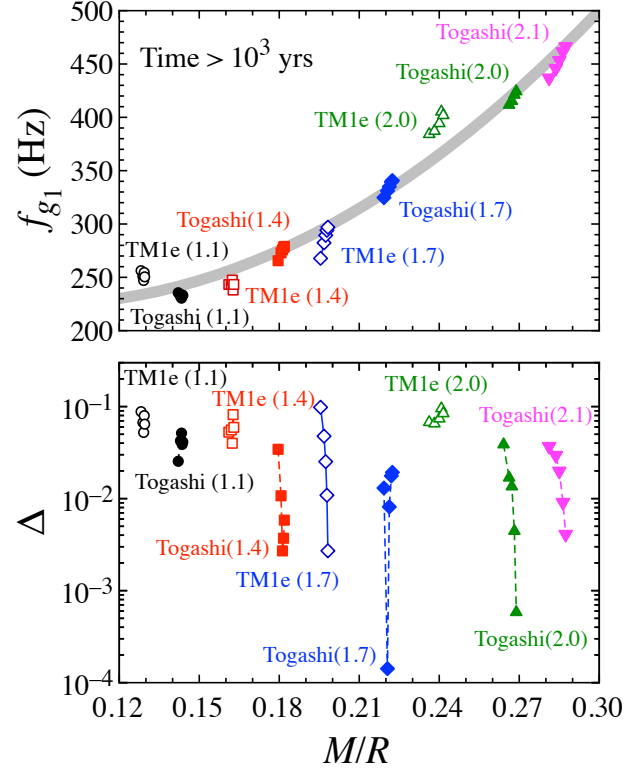 500
450
400
350
300
250
200
f_{g_1} (Hz)
Time > 10^3 yrs
Togashi(2.1)
Togashi(2.0)
TM1e (2.0)
Togashi(1.7)
Togashi(1.4)
TM1e (1.7)
TM1e (1.1)
TM1e (1.4)
Togashi (1.1)
10^{−1}
10^{−2}
10^{−3}
10^{−4}
Δ
TM1e (1.1)
TM1e (2.0)
TM1e (1.4)
Togashi(2.1)
Togashi (1.1)
Togashi(1.4)
TM1e (1.7)
Togashi(2.0)
Togashi(1.7)
0.12 0.15 0.18 0.21 0.24 0.27 0.30
M/R